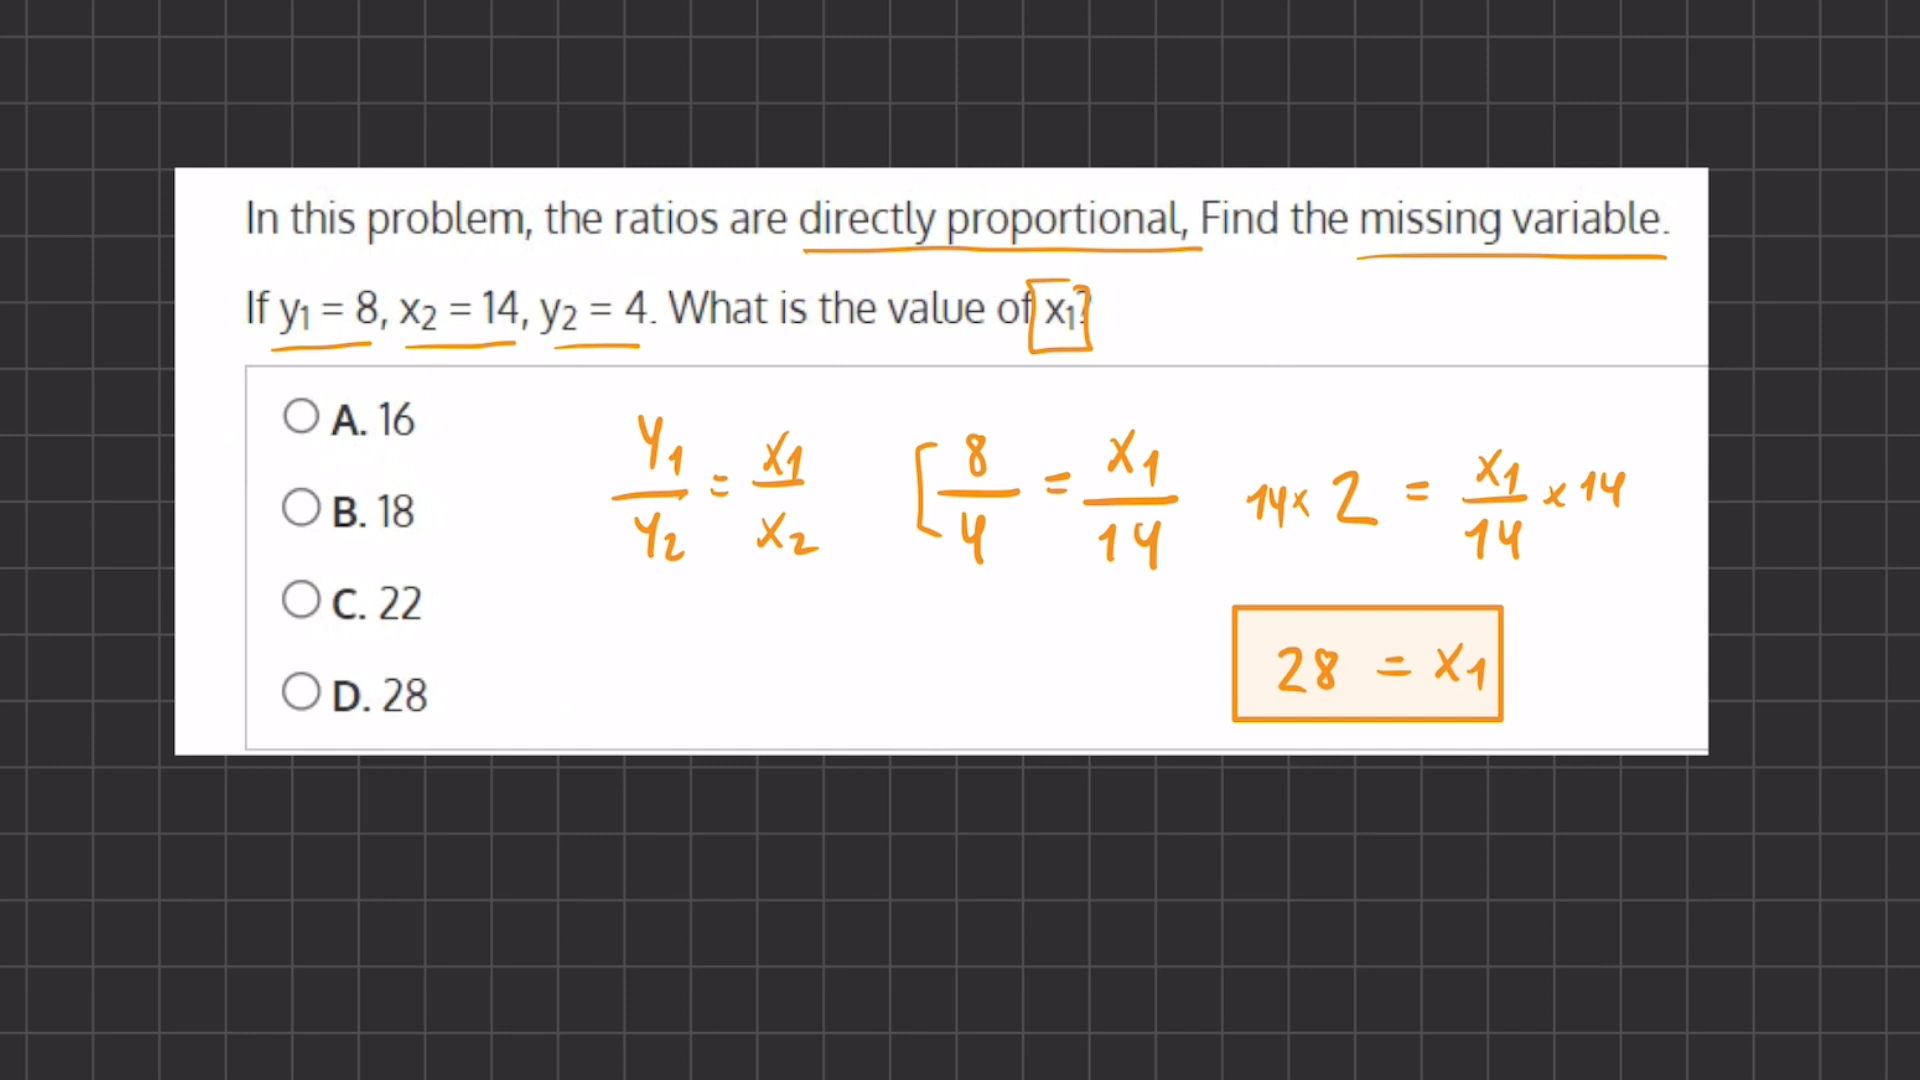 In this problem, the ratios are directly proportional, Find the missing variable.
If y₁ = 8, x₂ = 14, y₂ = 4. What is the value of x₁?
A. 16
B. 18
C. 22
D. 28
y₁/y₂ = x₁/x₂
[8/4 = x₁/14
14 x 2 = x₁/14 x 14
28 = x₁